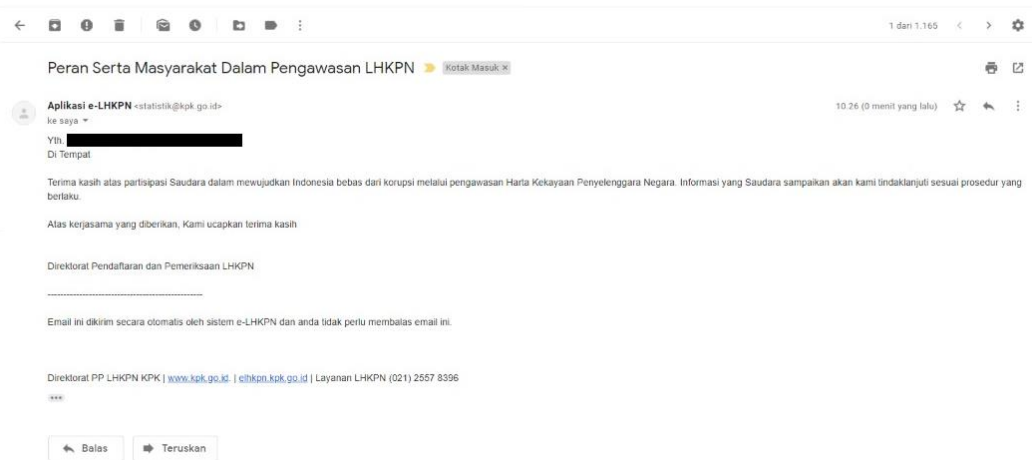 1 dari 1.165
Peran Serta Masyarakat Dalam Pengawasan LHKPN Kotak Masuk ×
Aplikasi e-LHKPN <statistik@kpk.go.id> 10.26 (0 menit yang lalu)
ke saya
Yth.
Di Tempat
Terima kasih atas partisipasi Saudara dalam mewujudkan Indonesia bebas dari korupsi melalui pengawasan Harta Kekayaan Penyelenggara Negara. Informasi yang Saudara sampaikan akan kami tindaklanjuti sesuai prosedur yang
berlaku.
Atas kerjasama yang diberikan, Kami ucapkan terima kasih
Direktorat Pendaftaran dan Pemeriksaan LHKPN
--------------------------------------------------
Email ini dikirim secara otomatis oleh sistem e-LHKPN dan anda tidak perlu membalas email ini.
Direktorat PP LHKPN KPK | www.kpk.go.id. | elhkpn.kpk.go.id | Layanan LHKPN (021) 2557 8396
Balas Teruskan